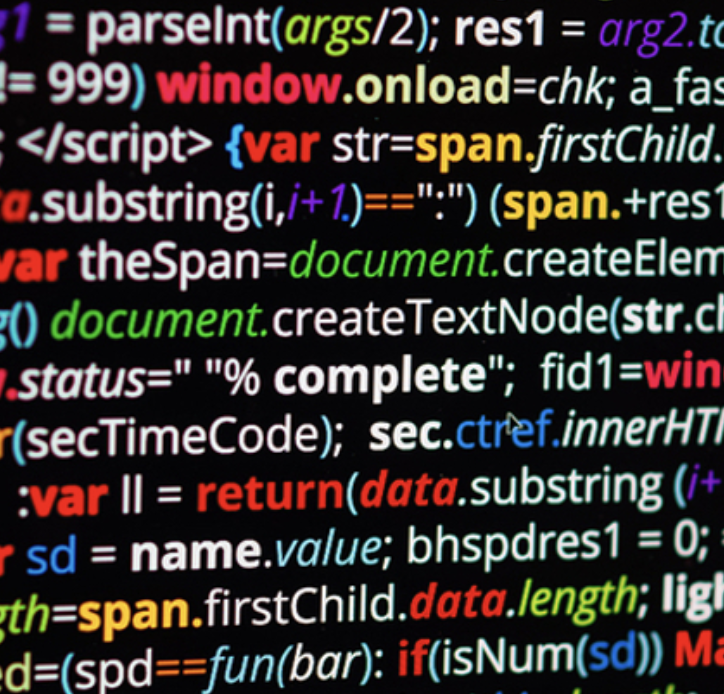 g1 = parseInt(args/2); res1 = arg2.to
!= 999) window.onload=chk; a_fas
; </script> {var str=span.firstChild.
a.substring(i,i+1.)==":") (span.+res1
var theSpan=document.createElem
g() document.createTextNode(str.ch
.status=" "% complete"; fid1=win
r(secTimeCode); sec.ctref.innerHT
:var ll = return(data.substring (i+
r sd = name.value; bhspdres1 = 0;
gth=span.firstChild.data.length; ligh
ed=(spd==fun(bar): if(isNum(sd)) Ma